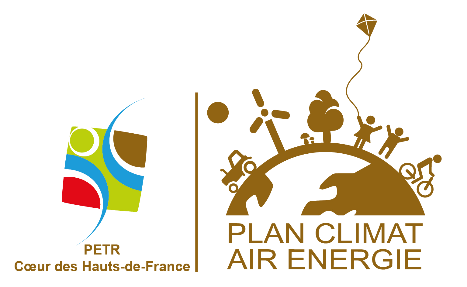 PETR
Cœur des Hauts-de-France
PLAN CLIMAT
AIR ENERGIE